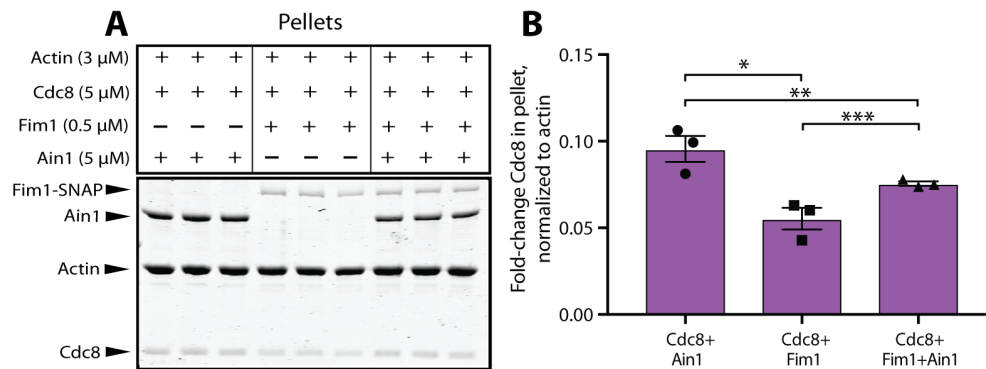 A
Pellets
Actin (3 μM) + + + + + + + + +
Cdc8 (5 μM) + + + + + + + + +
Fim1 (0.5 μM) − − − + + + + + +
Ain1 (5 μM) + + + − − − + + +
Fim1-SNAP
Ain1
Actin
Cdc8
B
Fold-change Cdc8 in pellet,
normalized to actin
0.15
0.10
0.05
0.00
*
**
***
Cdc8+
Ain1
Cdc8+
Fim1
Cdc8+
Fim1+Ain1